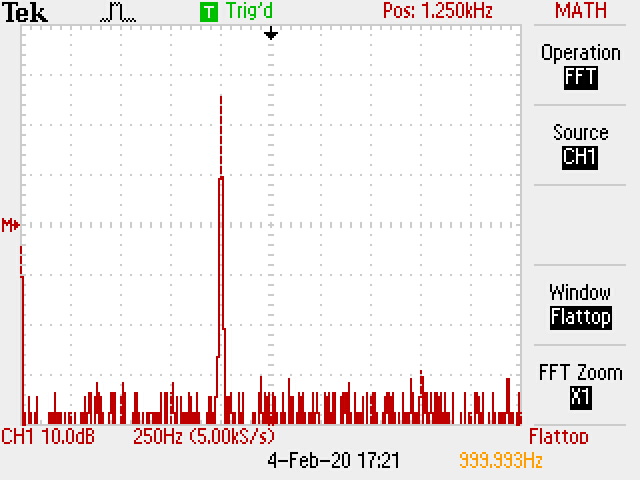 Tek T Trig'd Pos: 1.250kHz MATH
Operation
FFT
Source
CH1
M
Window
Flattop
FFT Zoom
X1
CH1 10.0dB 250Hz (5.00kS/s) Flattop
4-Feb-20 17:21 999.993Hz